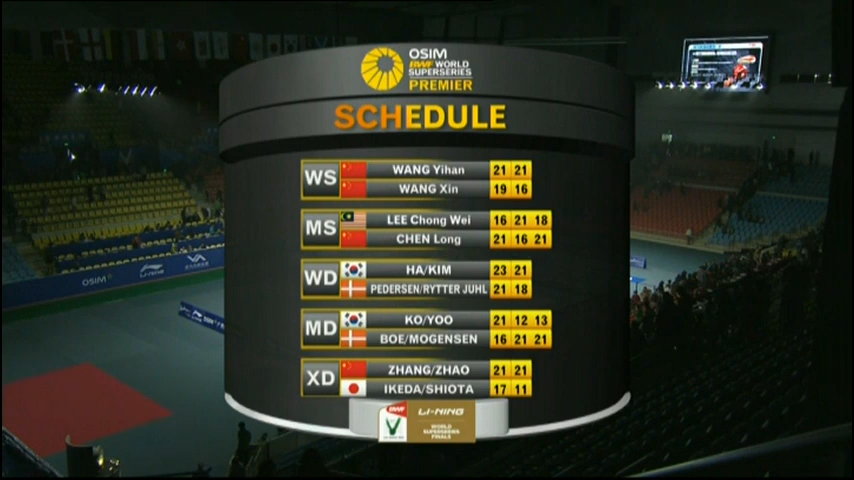 OSIM
BWF WORLD
SUPERSERIES
PREMIER
SCHEDULE
WS WANG Yihan 21 21
WANG Xin 19 16
MS LEE Chong Wei 16 21 18
CHEN Long 21 16 21
WD HA/KIM 23 21
PEDERSEN/RYTTER JUHL 21 18
MD KO/YOO 21 12 13
BOE/MOGENSEN 16 21 21
XD ZHANG/ZHAO 21 21
IKEDA/SHIOTA 17 11
BWF LI-NING
WORLD
SUPERSERIES
FINALS
OSIM LI-NING